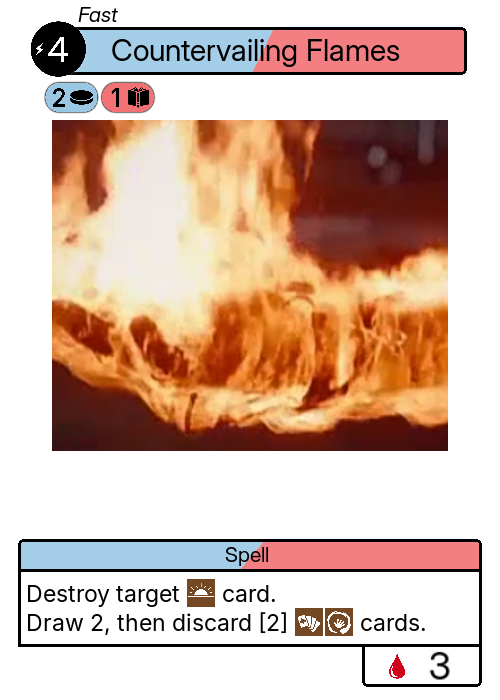 Fast
4
Countervailing Flames
2
1
Spell
Destroy target card.
Draw 2, then discard [2] cards.
3